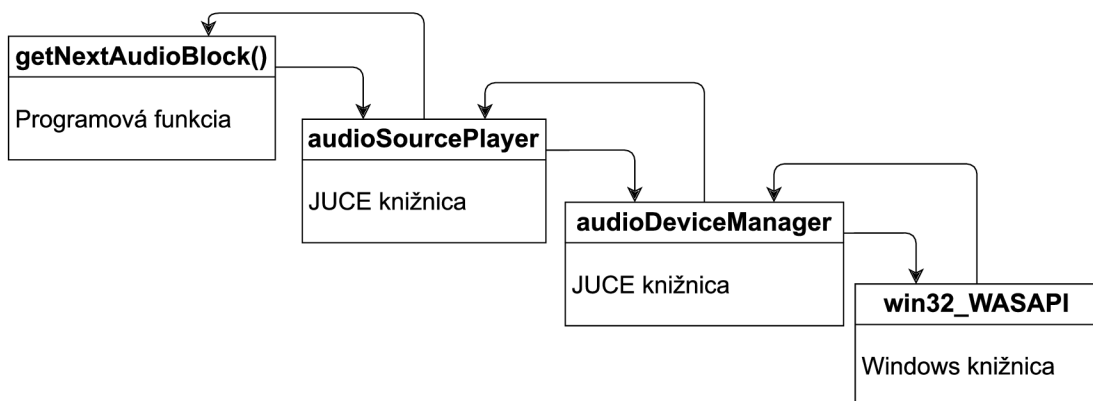 getNextAudioBlock()
Programová funkcia
audioSourcePlayer
JUCE knižnica
audioDeviceManager
JUCE knižnica
win32_WASAPI
Windows knižnica